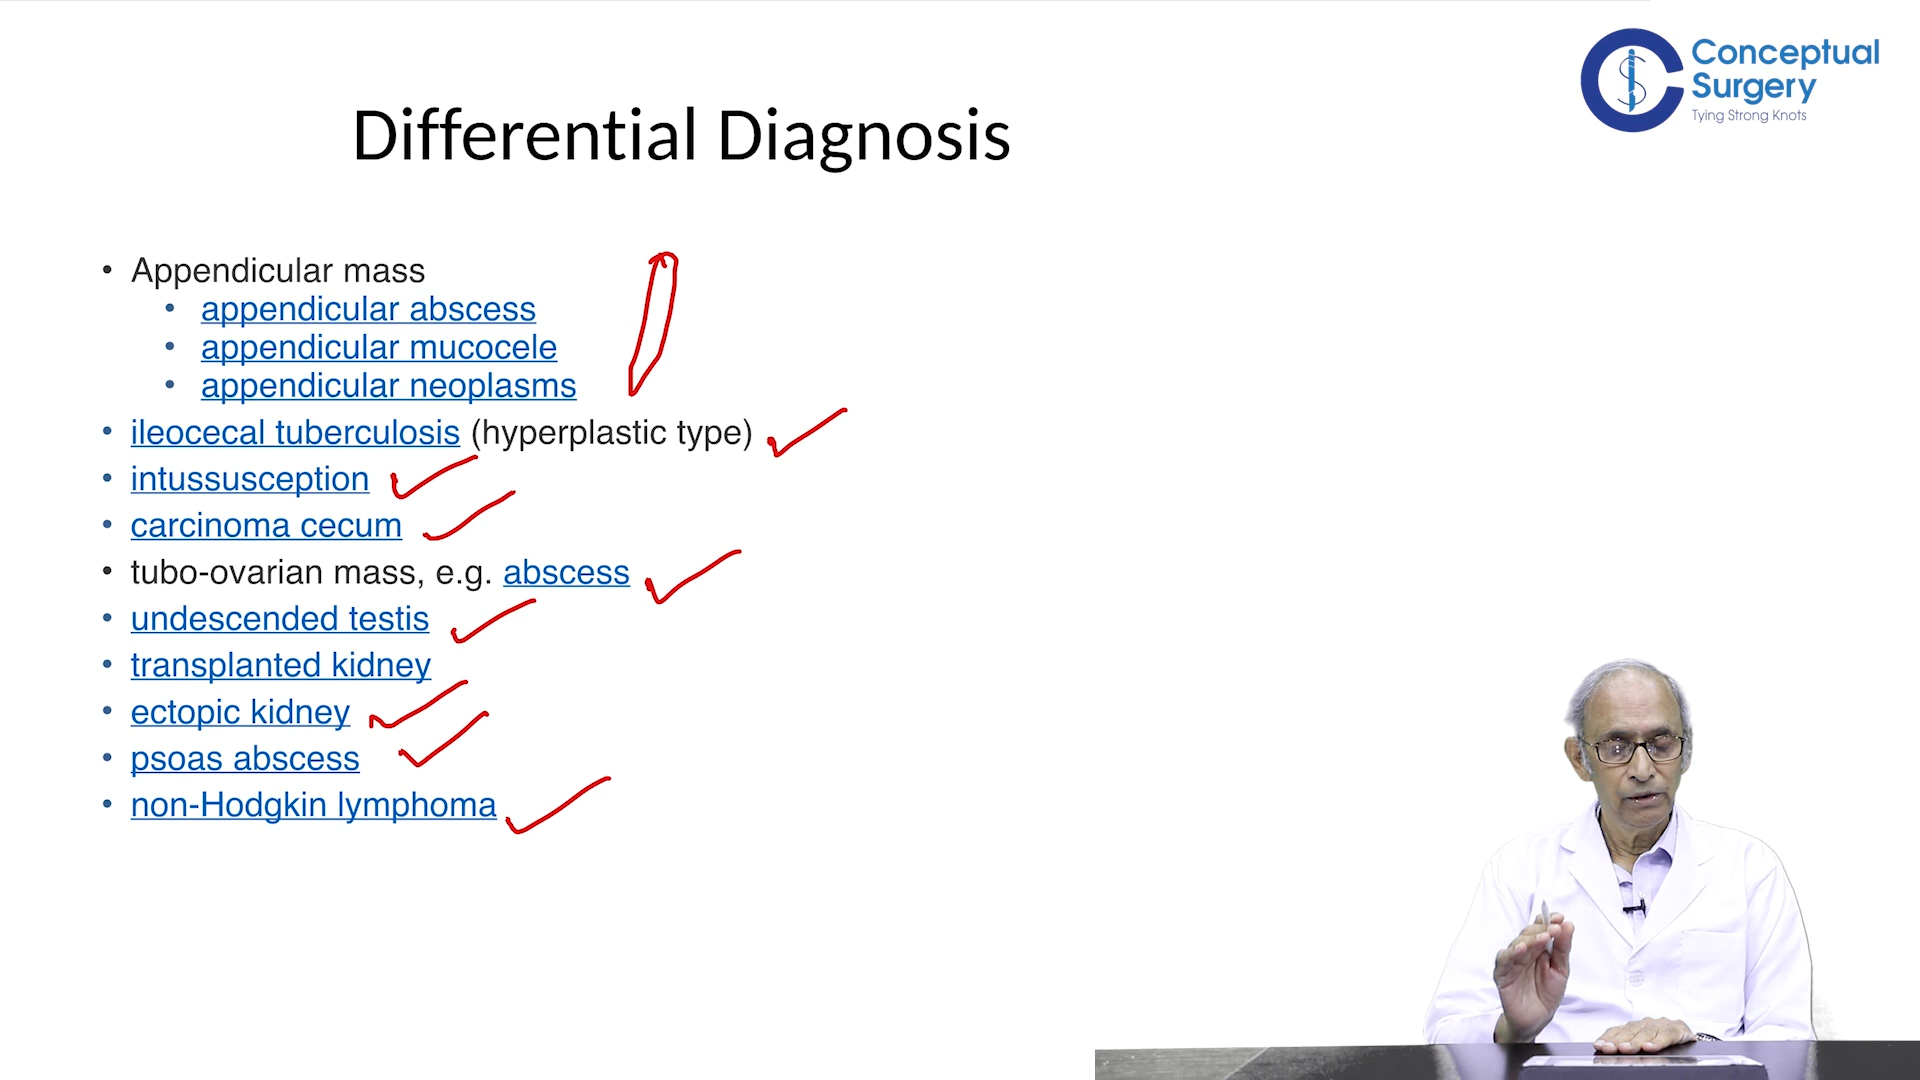 Conceptual
Surgery
Tying Strong Knots
Differential Diagnosis
• Appendicular mass
• appendicular abscess
• appendicular mucocele
• appendicular neoplasms
• ileocecal tuberculosis (hyperplastic type)
• intussusception
• carcinoma cecum
• tubo-ovarian mass, e.g. abscess
• undescended testis
• transplanted kidney
• ectopic kidney
• psoas abscess
• non-Hodgkin lymphoma